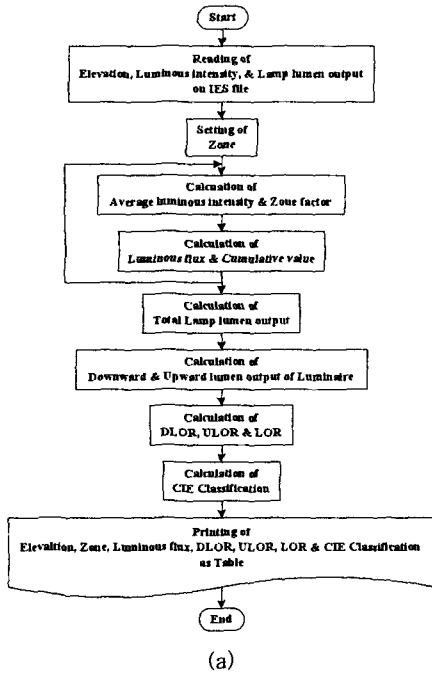 Start
Reading of
Elevation, Luminous intensity, & Lamp lumen output
on IES file
Setting of
Zone
Calcuation of
Average luminous intensity & Zone factor
Calculation of
Luminous flux & Cumulative value
Calculation of
Total Lamp lumen output
Calculation of
Downward & Upward lumen output of Luminaire
Calculation of
DLOR, ULOR & LOR
Calculation of
CIE Classification
Printing of
Elevaltion, Zone, Luminous flux, DLOR, ULOR, LOR & CIE Classification
as Table
End
(a)